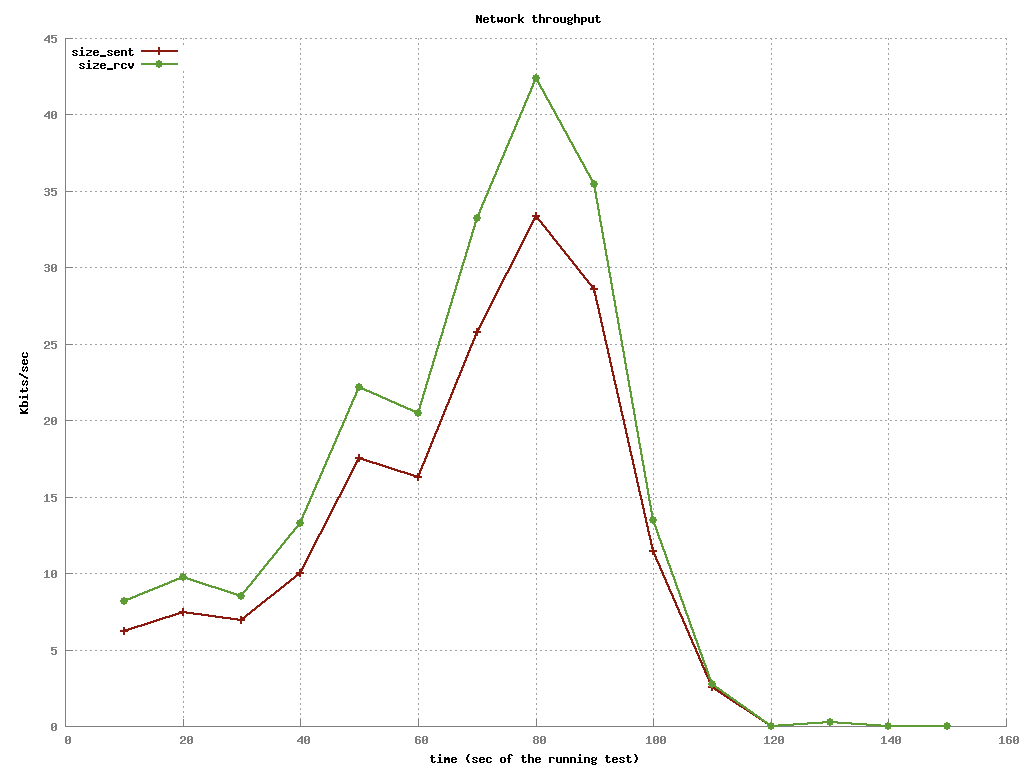 Network throughput
size_sent
size_rcv
45
40
35
30
25
20
15
10
5
0
Kbits/sec
0 20 40 60 80 100 120 140 160
time (sec of the running test)